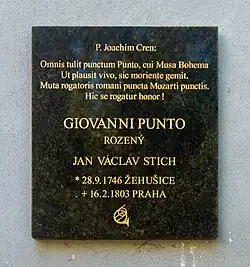 P. Joachim Cren:
Omnis tulit punctum Punto, cui Musa Bohema
Ut plausit vivo, sic moriente gemit.
Muta rogatoris romani puncta Mozarti punctis.
Hic se rogatur honor !
GIOVANNI PUNTO
ROZENÝ
JAN VÁCLAV STICH
* 28.9.1746 ŽEHUŠICE
+ 16.2.1803 PRAHA